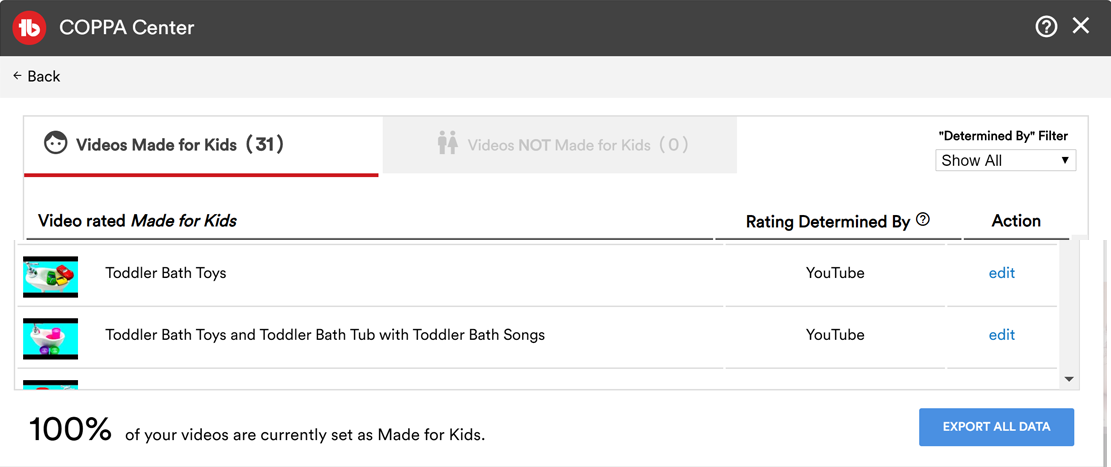 tb COPPA Center
← Back
Videos Made for Kids (31)
Videos NOT Made for Kids (0)
"Determined By" Filter
Show All
Video rated Made for Kids
Rating Determined By
Action
Toddler Bath Toys
YouTube
edit
Toddler Bath Toys and Toddler Bath Tub with Toddler Bath Songs
YouTube
edit
100% of your videos are currently set as Made for Kids.
EXPORT ALL DATA